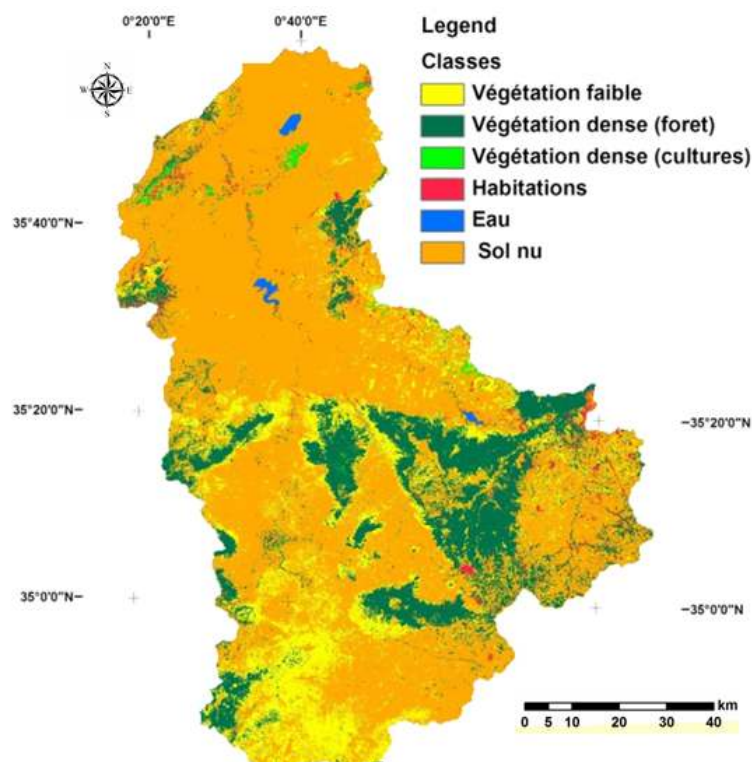 0°20'0"E 0°40'0"E
N
W E
S
Legend
Classes
Végétation faible
Végétation dense (foret)
Végétation dense (cultures)
Habitations
Eau
Sol nu
35°40'0"N
35°20'0"N
35°20'0"N
35°0'0"N
35°0'0"N
km
0 5 10 20 30 40